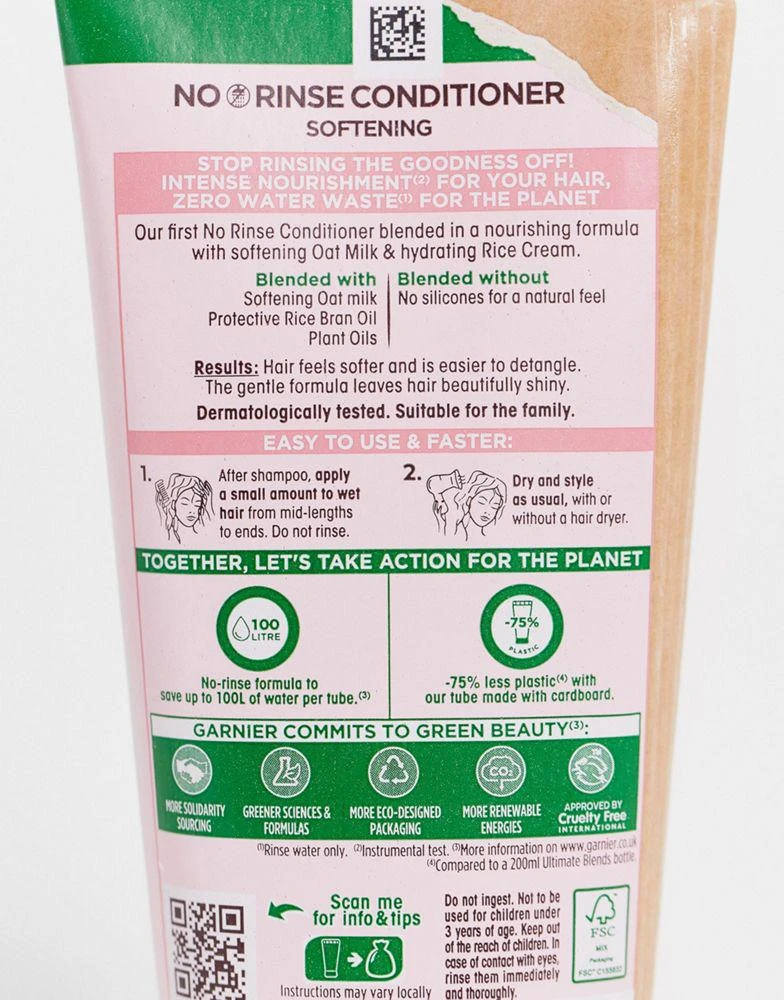 NO RINSE CONDITIONER
SOFTENING
STOP RINSING THE GOODNESS OFF!
INTENSE NOURISHMENT(2) FOR YOUR HAIR,
ZERO WATER WASTE(1) FOR THE PLANET
Our first No Rinse Conditioner blended in a nourishing formula
with softening Oat Milk & hydrating Rice Cream.
Blended with
Softening Oat milk
Protective Rice Bran Oil
Plant Oils
Blended without
No silicones for a natural feel
Results: Hair feels softer and is easier to detangle.
The gentle formula leaves hair beautifully shiny.
Dermatologically tested. Suitable for the family.
EASY TO USE & FASTER:
1.
After shampoo, apply
a small amount to wet
hair from mid-lengths
to ends. Do not rinse.
2.
Dry and style
as usual, with or
without a hair dryer.
TOGETHER, LET'S TAKE ACTION FOR THE PLANET
100
LITRE
No-rinse formula to
save up to 100L of water per tube.(3)
-75%
PLASTIC
-75% less plastic(4) with
our tube made with cardboard.
GARNIER COMMITS TO GREEN BEAUTY(3):
MORE SOLIDARITY
SOURCING
GREENER SCIENCES &
FORMULAS
MORE ECO-DESIGNED
PACKAGING
CO2
MORE RENEWABLE
ENERGIES
TM
APPROVED BY
Cruelty Free
INTERNATIONAL
(1)Rinse water only. (2)Instrumental test. (3)More information on www.garnier.co.uk
(4)Compared to a 200ml Ultimate Blends bottle.
Scan me
for info & tips
Instructions may vary locally
Do not ingest. Not to be
used for children under
3 years of age. Keep out
of the reach of children. In
case of contact with eyes,
rinse them immediately
and thoroughly.
FSC
MIX
Packaging